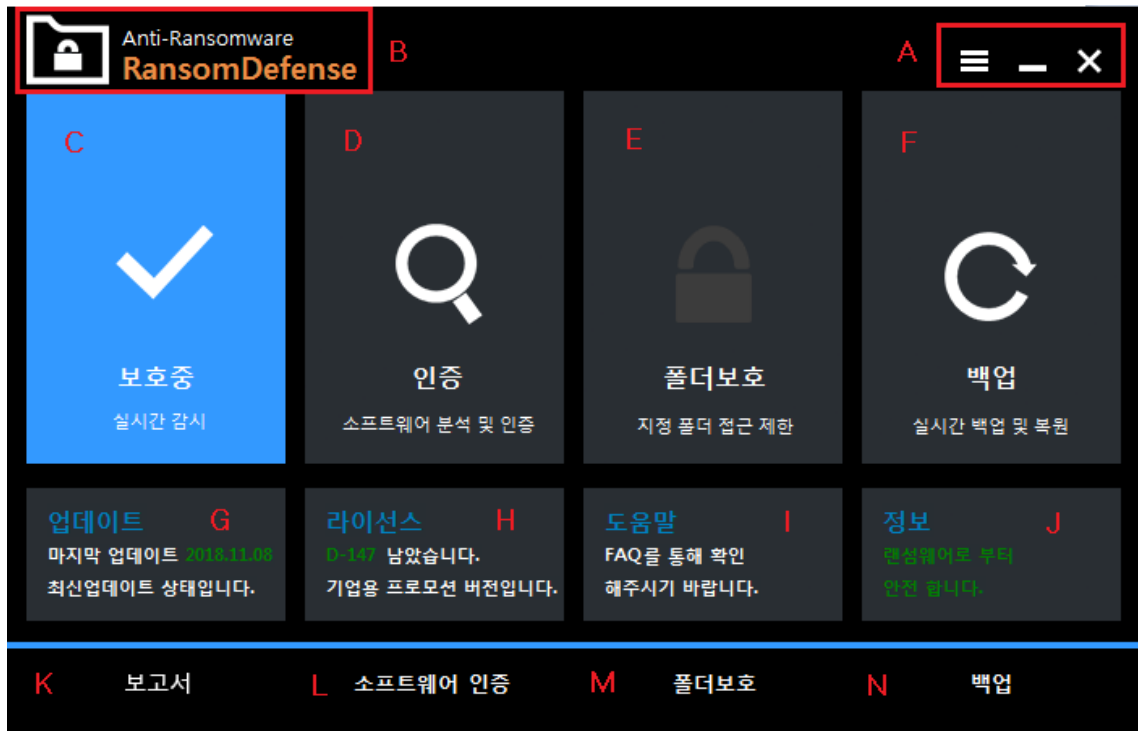 Anti-Ransomware
RansomDefense
B
A
C
D
E
F
보호중
인증
폴더보호
백업
실시간 감시
소프트웨어 분석 및 인증
지정 폴더 접근 제한
실시간 백업 및 복원
업데이트 G
마지막 업데이트 2018.11.08
최신업데이트 상태입니다.
라이선스 H
D-147 남았습니다.
기업용 프로모션 버전입니다.
도움말 I
FAQ를 통해 확인
해주시기 바랍니다.
정보 J
랜섬웨어로 부터
안전 합니다.
K 보고서
L 소프트웨어 인증
M 폴더보호
N 백업